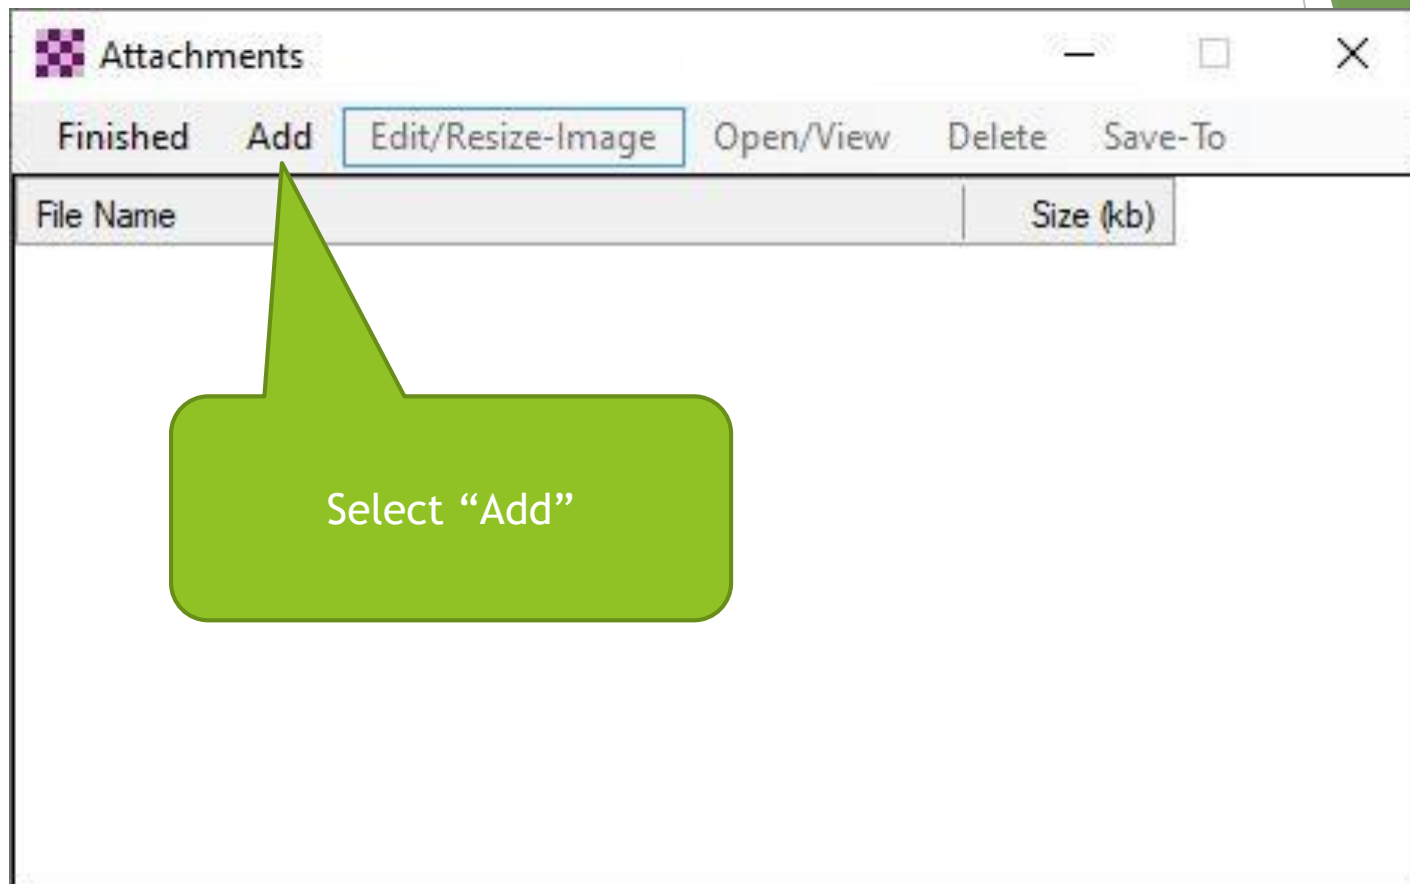 Attachments
Finished Add Edit/Resize-Image Open/View Delete Save-To
File Name Size (kb)
Select “Add”